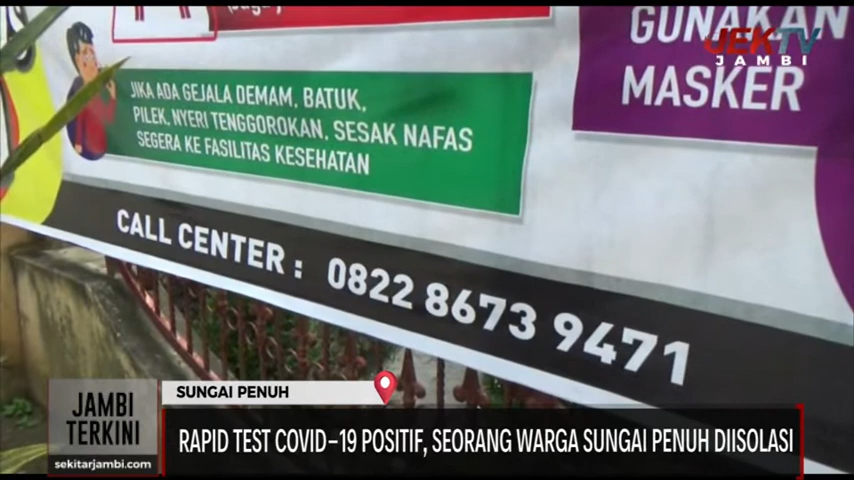 GUNAKAN
MASKER
JEKTV
JAMBI
JIKA ADA GEJALA DEMAM, BATUK,
PILEK, NYERI TENGGOROKAN, SESAK NAFAS
SEGERA KE FASILITAS KESEHATAN
CALL CENTER : 0822 8673 9471
SUNGAI PENUH
JAMBI
TERKINI
sekitarjambi.com
RAPID TEST COVID-19 POSITIF, SEORANG WARGA SUNGAI PENUH DIISOLASI